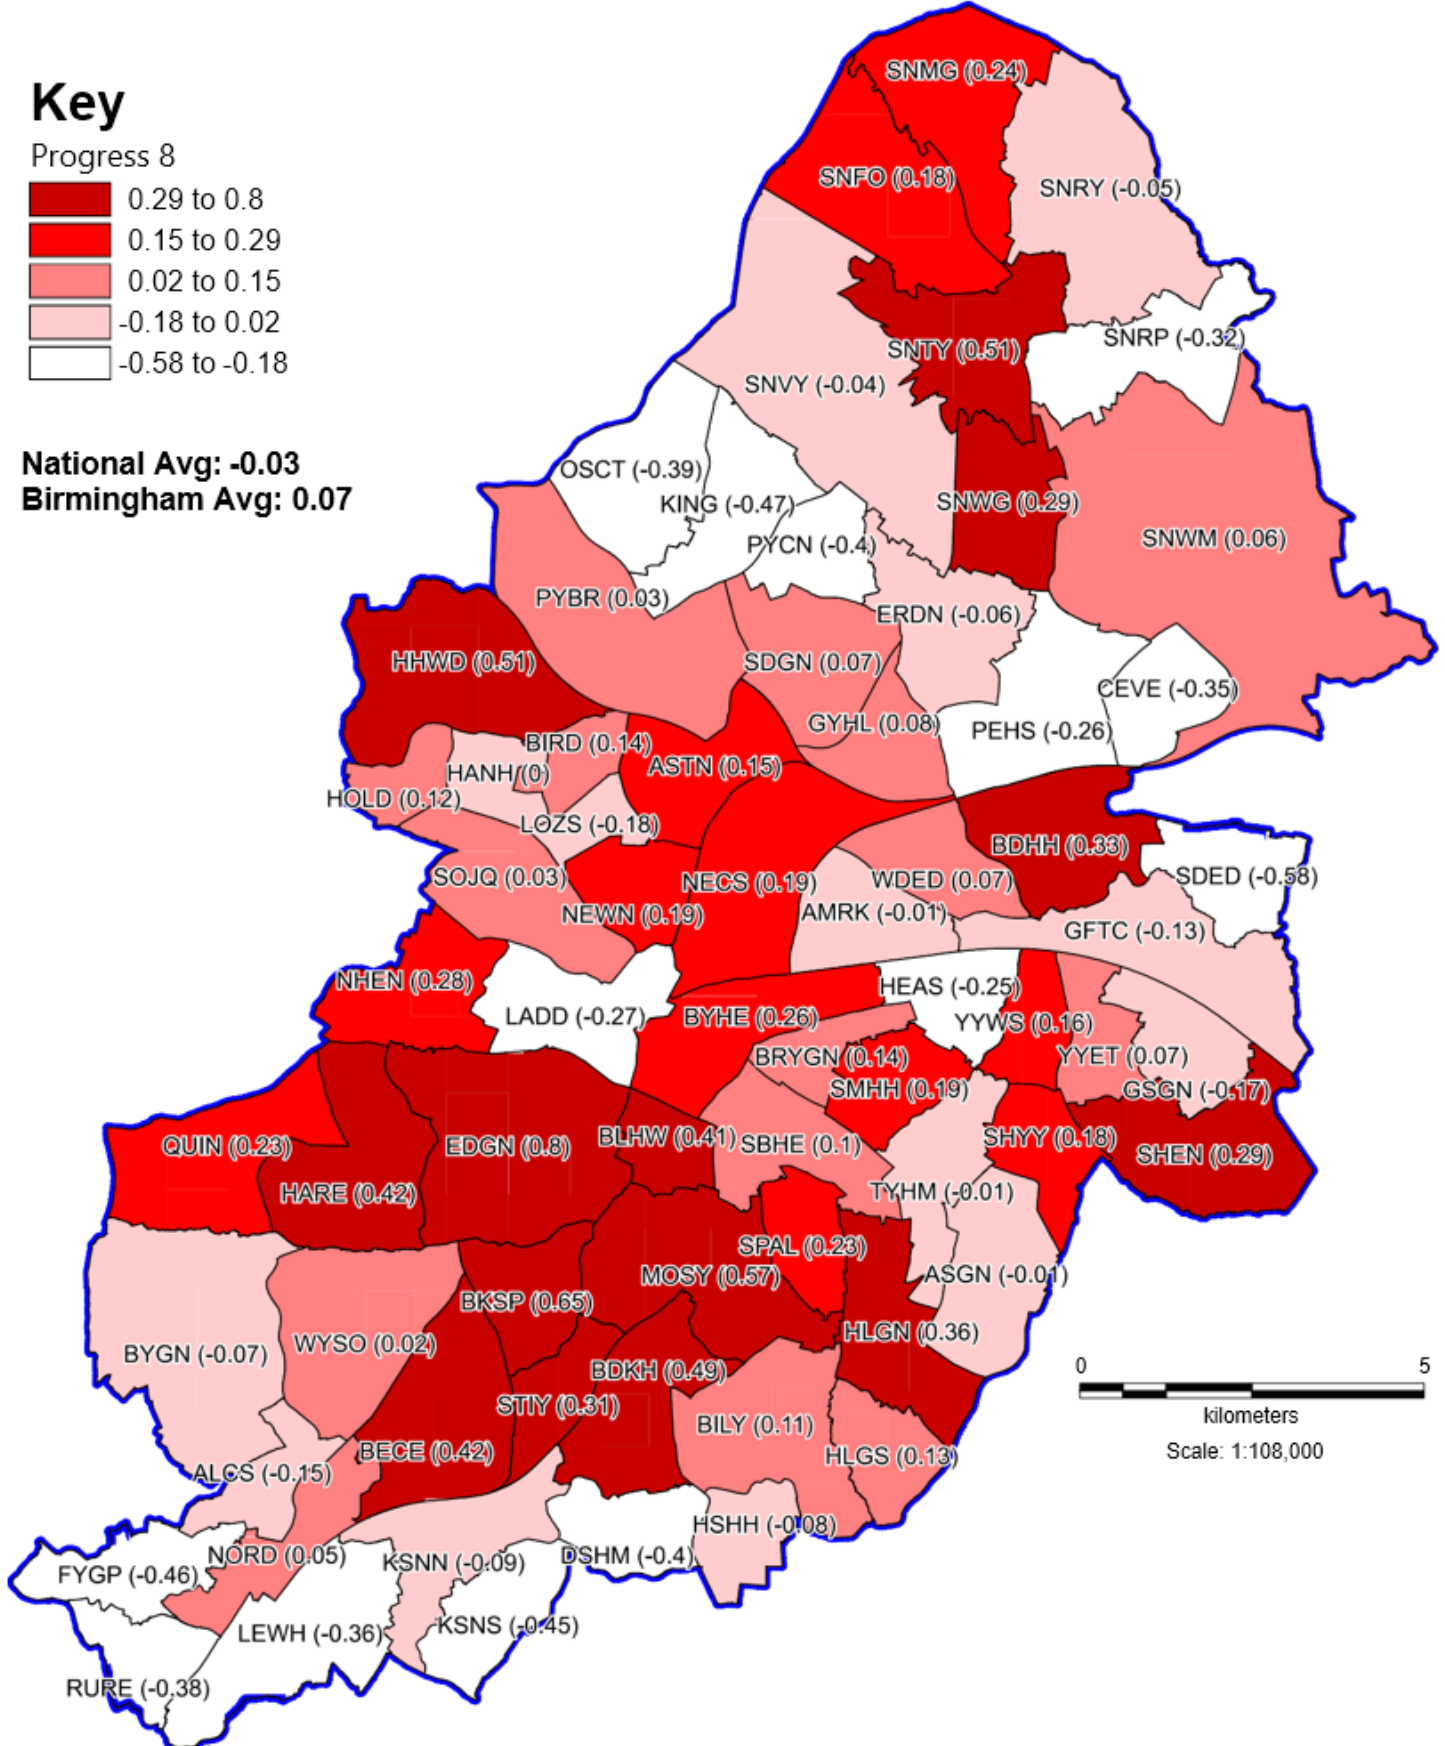 Key
Progress 8
0.29 to 0.8
0.15 to 0.29
0.02 to 0.15
-0.18 to 0.02
-0.58 to -0.18
National Avg: -0.03
Birmingham Avg: 0.07
SNMG (0.24)
SNFO (0.18)
SNRY (-0.05)
SNRP (-0.32)
SNTY (0.51)
SNVY (-0.04)
OSCT (-0.39)
KING (-0.47)
SNWG (0.29)
PYCN (-0.4)
SNWM (0.06)
PYBR (0.03)
ERDN (-0.06)
HHWD (0.51)
SDGN (0.07)
CEVE (-0.35)
GYHL (0.08)
PEHS (-0.26)
BIRD (0.14)
HANH (0)
ASTN (0.15)
HOLD (0.12)
LOZS (-0.18)
BDHH (0.33)
SOJQ (0.03)
NECS (0.19)
WDED (0.07)
SDED (-0.58)
NEWN (0.19)
AMRK (-0.01)
GFTC (-0.13)
NHEN (0.28)
HEAS (-0.25)
LADD (-0.27)
BYHE (0.26)
YYWS (0.16)
BRYGN (0.14)
YYET (0.07)
SMHH (0.19)
GSGN (-0.17)
QUIN (0.23)
EDGN (0.8)
BLHW (0.41)
SBHE (0.1)
SHYY (0.18)
SHEN (0.29)
HARE (0.42)
TYHM (-0.01)
SPAL (0.23)
MOSY (0.57)
ASGN (-0.01)
BKSP (0.65)
HLGN (0.36)
WYSO (0.02)
BYGN (-0.07)
BDKH (0.49)
STIY (0.31)
BILY (0.11)
BECE (0.42)
HLGS (0.13)
ALCS (-0.15)
HSHH (-0.08)
NORD (0.05)
KSNN (-0.09)
DSHM (-0.4)
FYGP (-0.46)
LEWH (-0.36)
KSNS (-0.45)
RURE (-0.38)
0 5
kilometers
Scale: 1:108,000